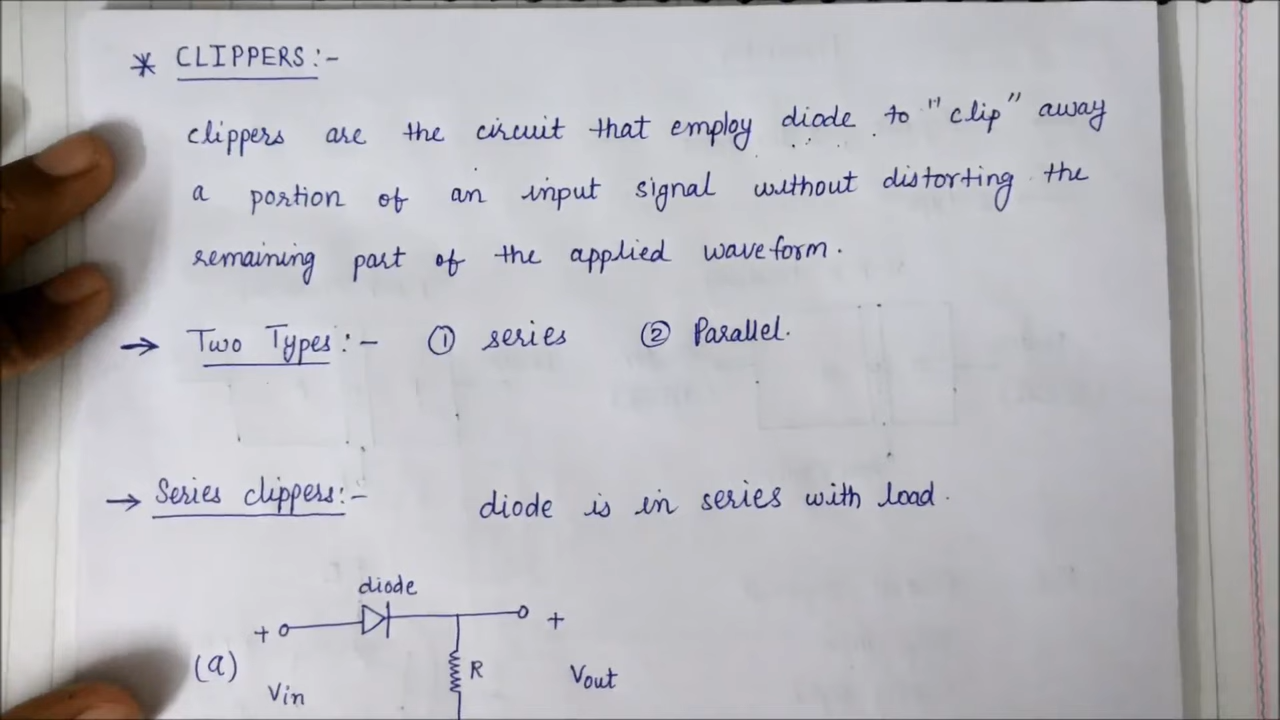 * CLIPPERS :-
clippers are the circuit that employ diode to "clip" away
a portion of an input signal without distorting the
remaining part of the applied waveform.
→ Two Types :- ① series ② Parallel.
→ Series clippers :- diode is in series with load.
diode
+ +
(a) R
Vin Vout